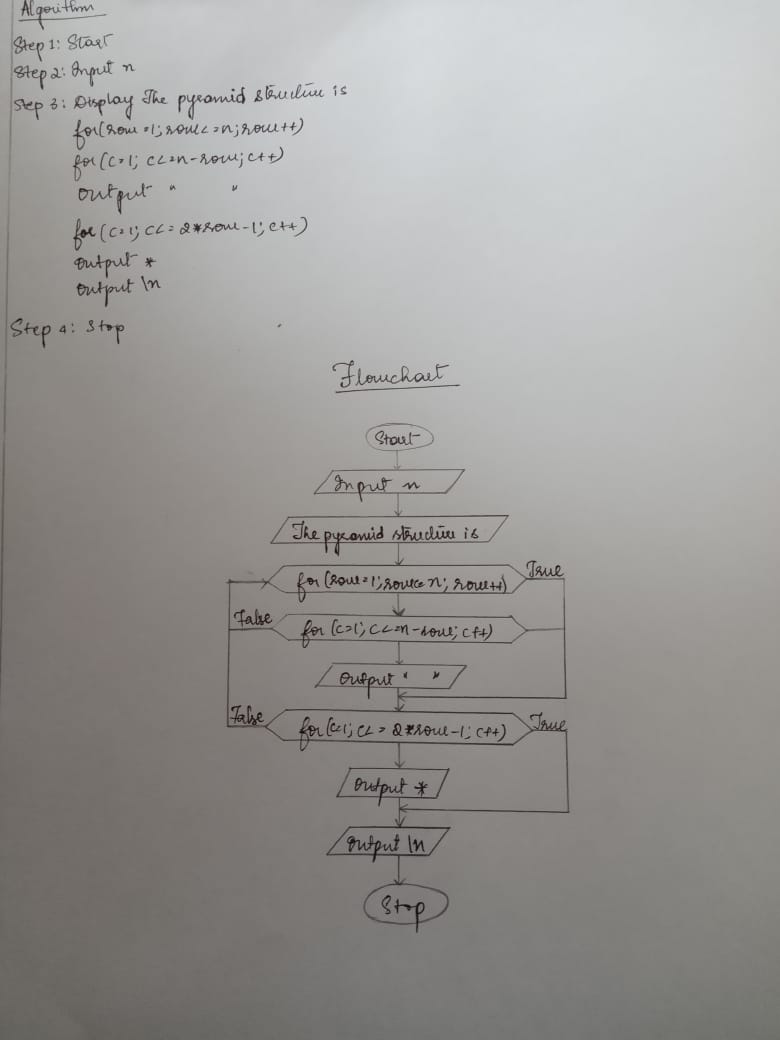 Algorithm
Step 1: Start
Step 2: Input n
Step 3: Display The pyramid structure is
for(row=1;row<=n;row++)
for(c=1; c<=n-row;c++)
output " "
for(c=1; c<=2*row-1;c++)
output *
output \n
Step 4: Stop
Flowchart
Start
Input n
The pyramid structure is
for(row=1;row<=n; row++) True
False for(c=1; c<=n-row; c++)
Output " "
False for(c=1; c<=2*row-1; c++) True
Output *
output \n
Stop